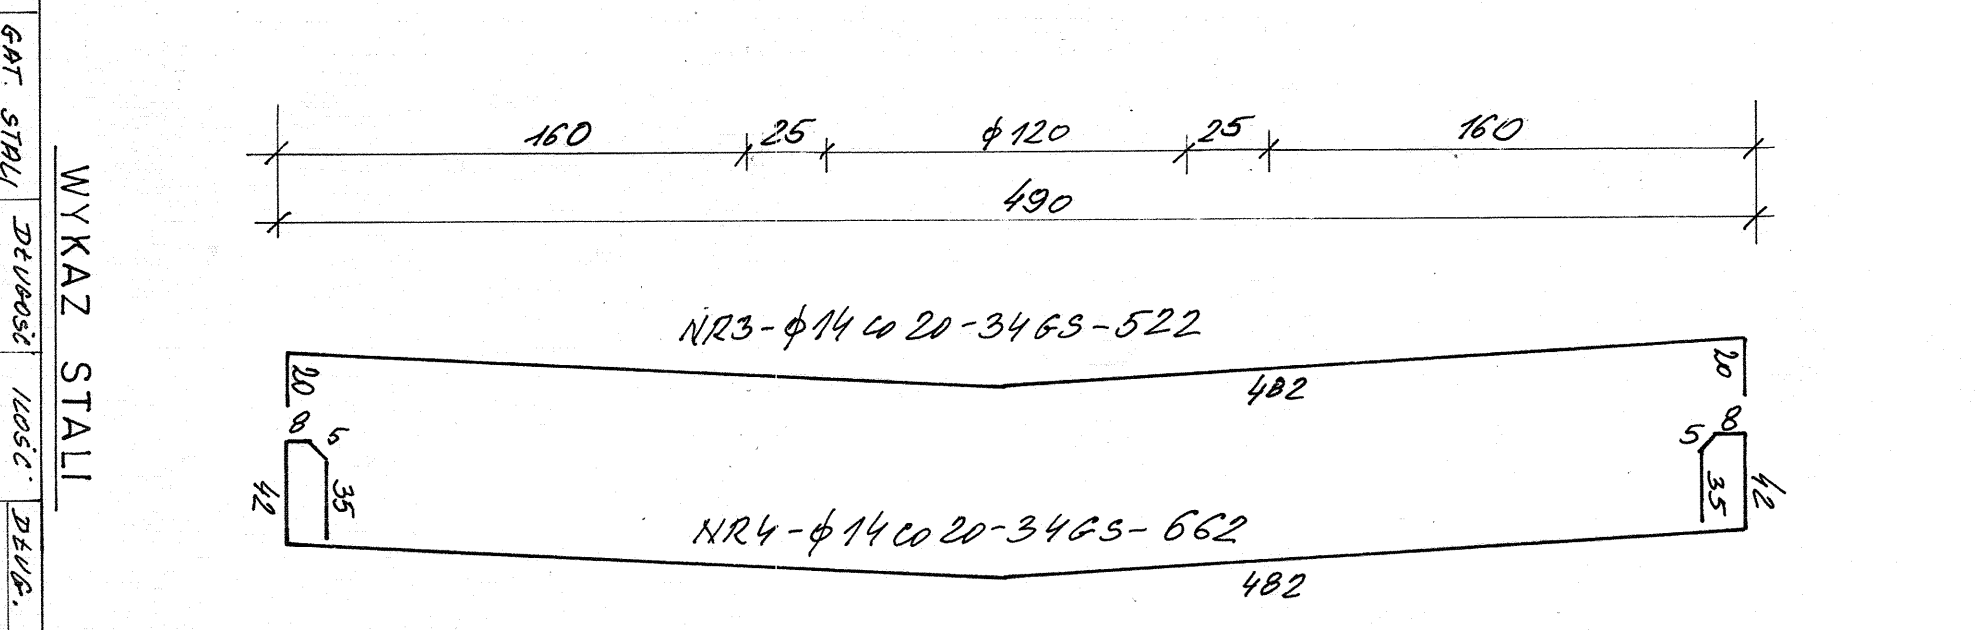 GAT. STALI
DŁUGOŚĆ
ILOŚĆ
DŁUG.
WYKAZ STALI
160 25 ϕ120 25 160
490
NR3-ϕ14 co 20-34GS-522
20
482
20
8
5
42
35
5
8
35
42
NR4-ϕ14 co 20-34GS-662
482